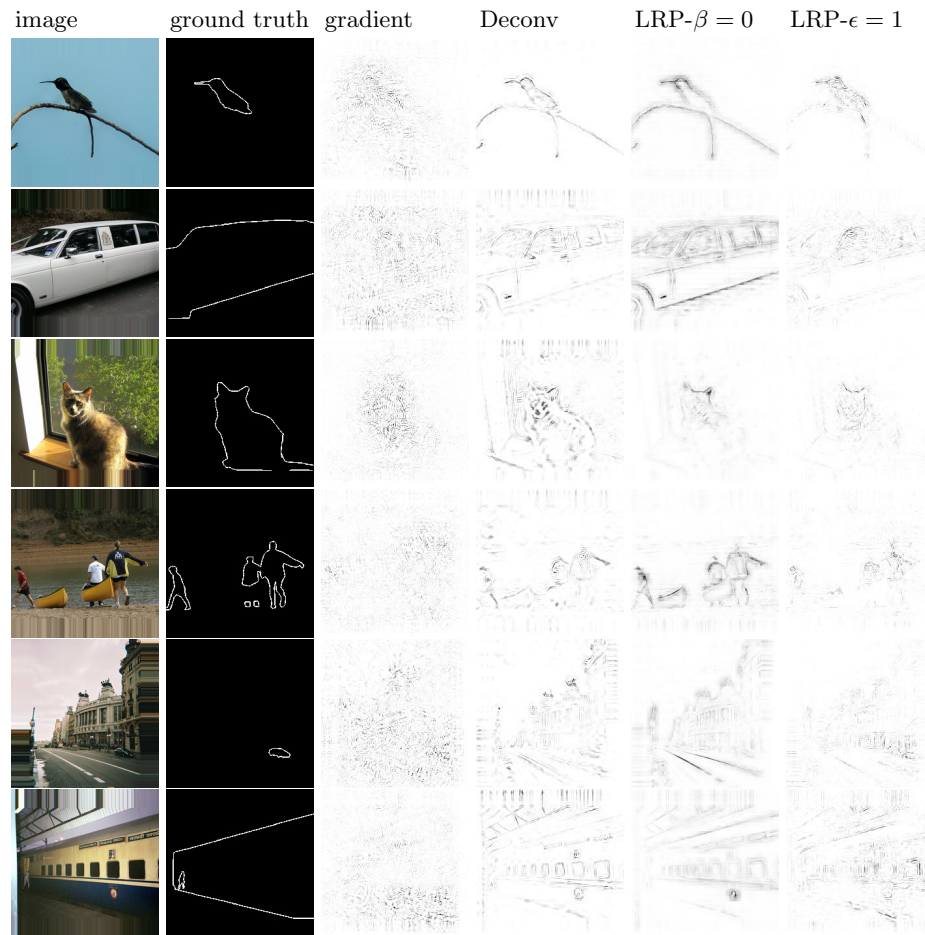 image ground truth gradient Deconv LRP-β = 0 LRP-ϵ = 1